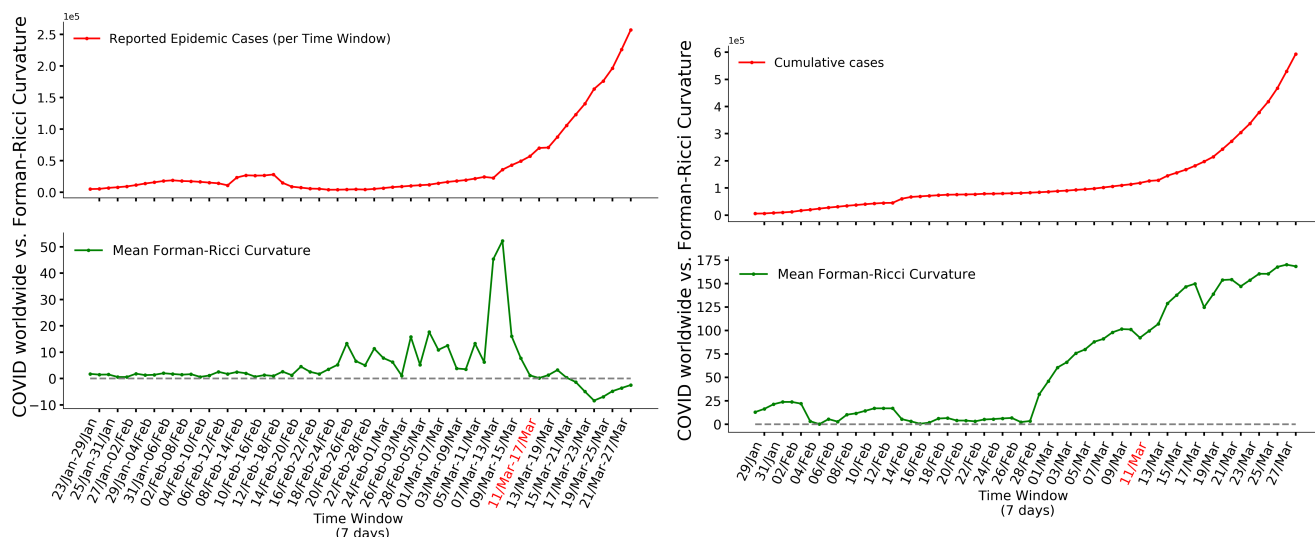 COVID worldwide vs. Forman-Ricci Curvature
1e5
Reported Epidemic Cases (per Time Window)
2.5
2.0
1.5
1.0
0.5
0.0
Mean Forman-Ricci Curvature
50
40
30
20
10
0
−10
23/Jan-29/Jan
25/Jan-31/Jan
27/Jan-02/Feb
29/Jan-04/Feb
31/Jan-06/Feb
02/Feb-08/Feb
04/Feb-10/Feb
06/Feb-12/Feb
08/Feb-14/Feb
10/Feb-16/Feb
12/Feb-18/Feb
14/Feb-20/Feb
16/Feb-22/Feb
18/Feb-24/Feb
20/Feb-26/Feb
22/Feb-28/Feb
24/Feb-01/Mar
26/Feb-03/Mar
28/Feb-05/Mar
01/Mar-07/Mar
03/Mar-09/Mar
05/Mar-11/Mar
07/Mar-13/Mar
09/Mar-15/Mar
11/Mar-17/Mar
13/Mar-19/Mar
15/Mar-21/Mar
17/Mar-23/Mar
19/Mar-25/Mar
21/Mar-27/Mar
Time Window
(7 days)
COVID worldwide vs. Forman-Ricci Curvature
1e5
Cumulative cases
6
5
4
3
2
1
0
Mean Forman-Ricci Curvature
175
150
125
100
75
50
25
0
29/Jan
31/Jan
02/Feb
04/Feb
06/Feb
08/Feb
10/Feb
12/Feb
14/Feb
16/Feb
18/Feb
20/Feb
22/Feb
24/Feb
26/Feb
28/Feb
01/Mar
03/Mar
05/Mar
07/Mar
09/Mar
11/Mar
13/Mar
15/Mar
17/Mar
19/Mar
21/Mar
23/Mar
25/Mar
27/Mar
Time Window
(7 days)